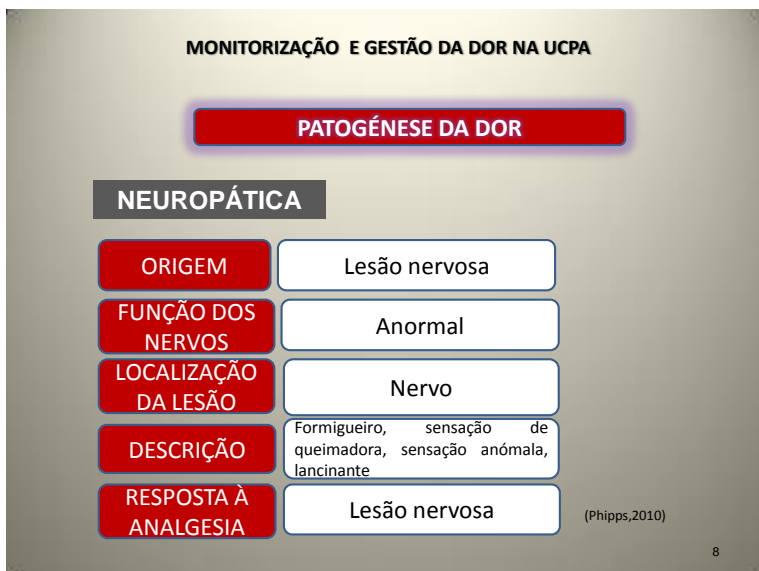 MONITORIZAÇÃO E GESTÃO DA DOR NA UCPA
PATOGÉNESE DA DOR
NEUROPÁTICA
ORIGEM
Lesão nervosa
FUNÇÃO DOS
NERVOS
Anormal
LOCALIZAÇÃO
DA LESÃO
Nervo
DESCRIÇÃO
Formigueiro, sensação de
queimadora, sensação anómala,
lancinante
RESPOSTA À
ANALGESIA
Lesão nervosa
(Phipps,2010)
8